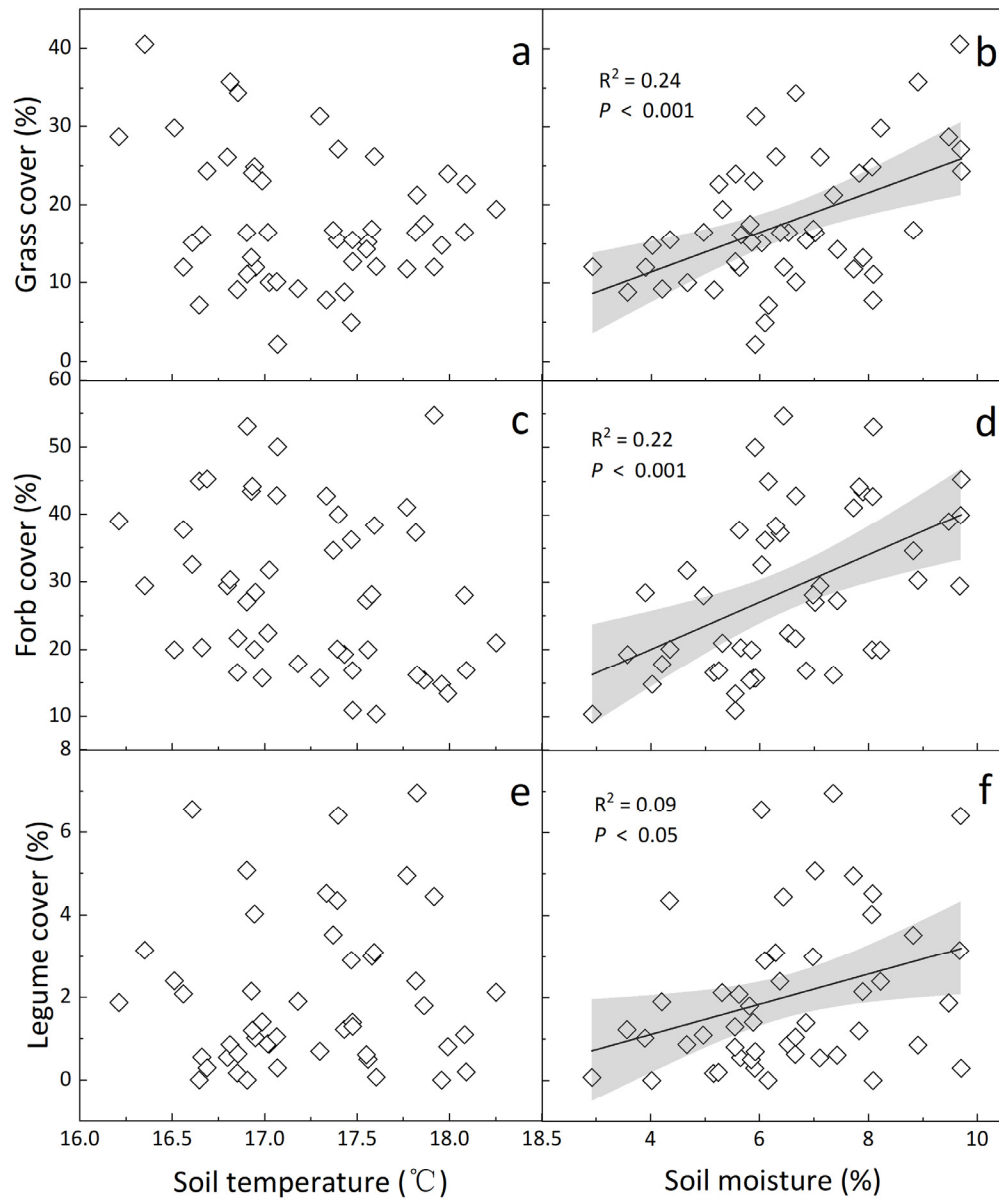 a
b
40
30
20
10
0
Grass cover (%)
R² = 0.24
P < 0.001
c
d
60
50
40
30
20
10
Forb cover (%)
R² = 0.22
P < 0.001
e
f
8
6
4
2
0
Legume cover (%)
R² = 0.09
P < 0.05
16.0 16.5 17.0 17.5 18.0 18.5
4 6 8 10
Soil temperature (℃)
Soil moisture (%)